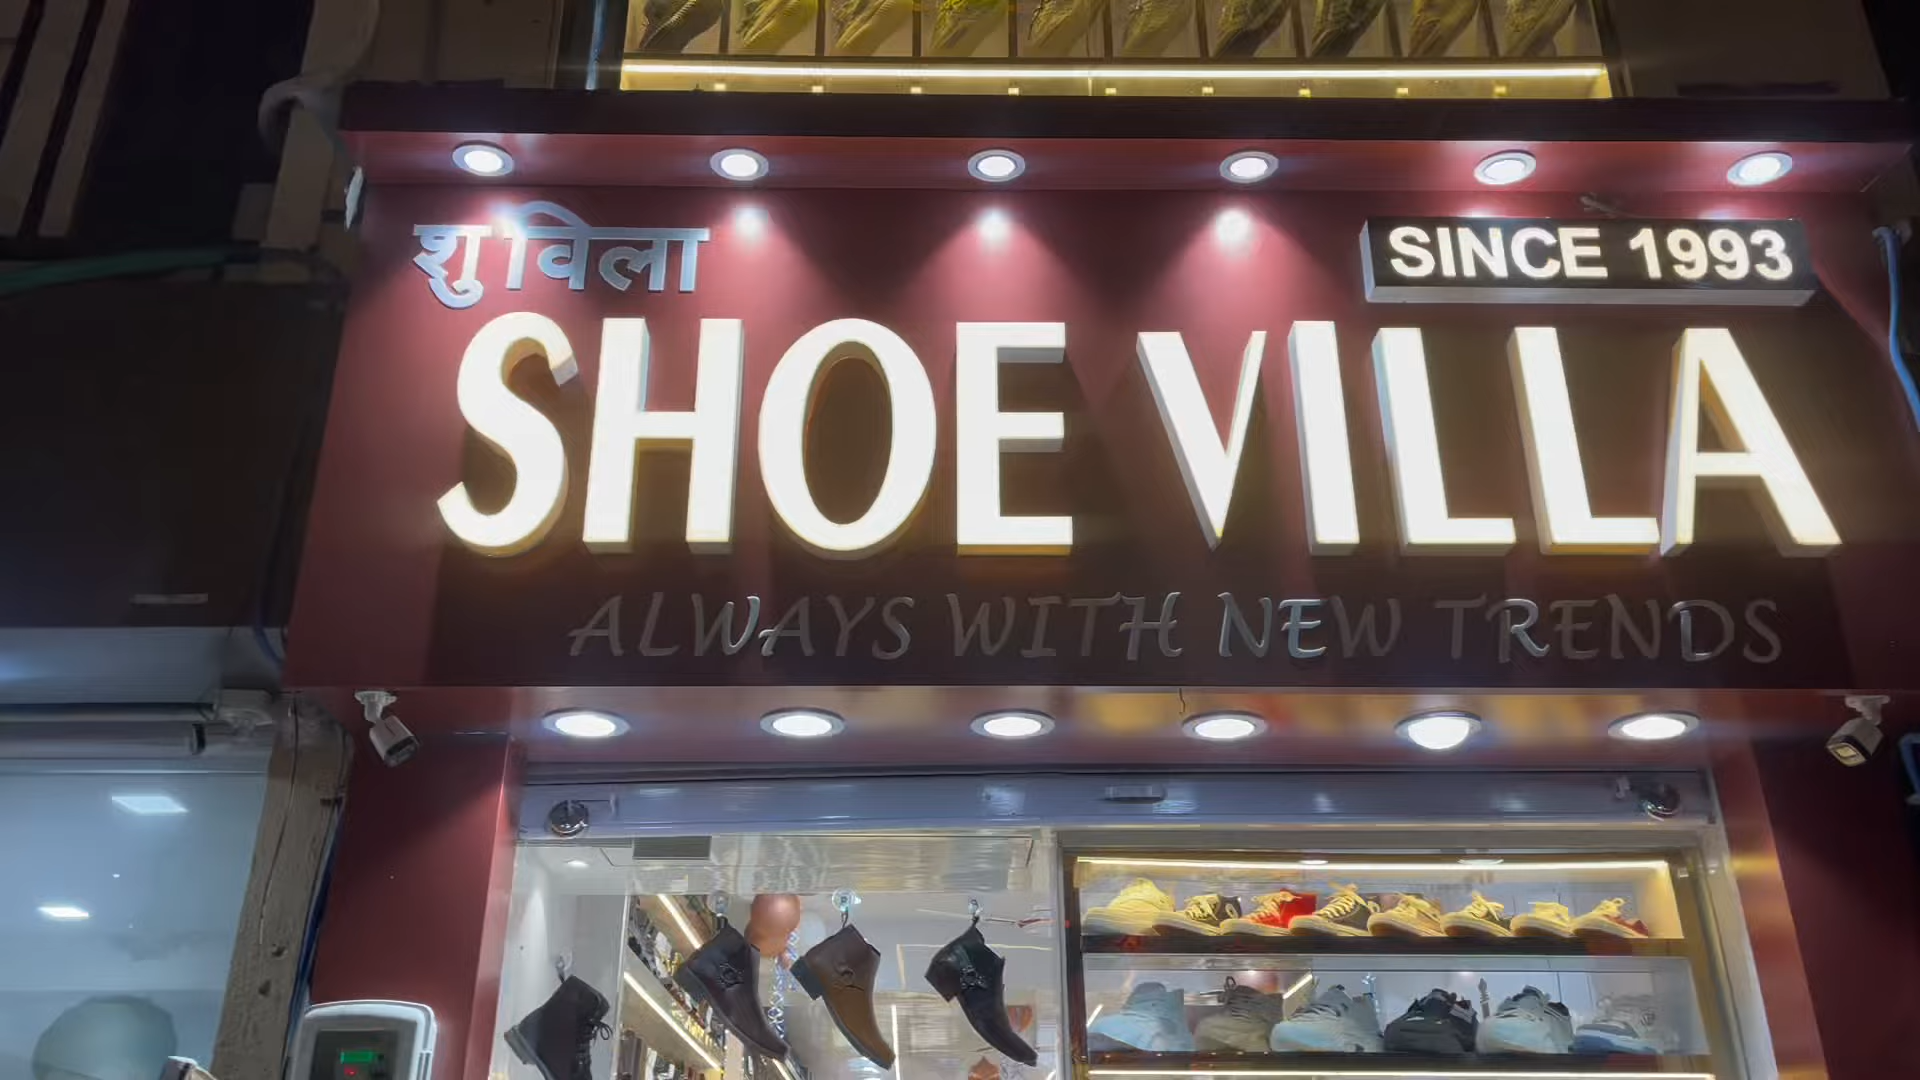 शु विला
SINCE 1993
SHOE VILLA
ALWAYS WITH NEW TRENDS